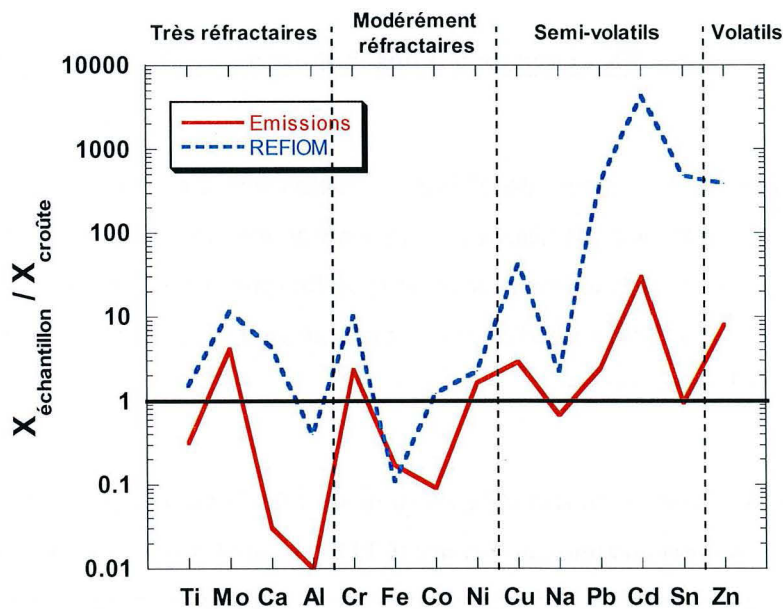 Très réfractaires Modérément réfractaires Semi-volatils Volatils
10000
1000
100
10
1
0.1
0.01
X échantillon / X croûte
Emissions
REFIOM
Ti Mo Ca Al Cr Fe Co Ni Cu Na Pb Cd Sn Zn